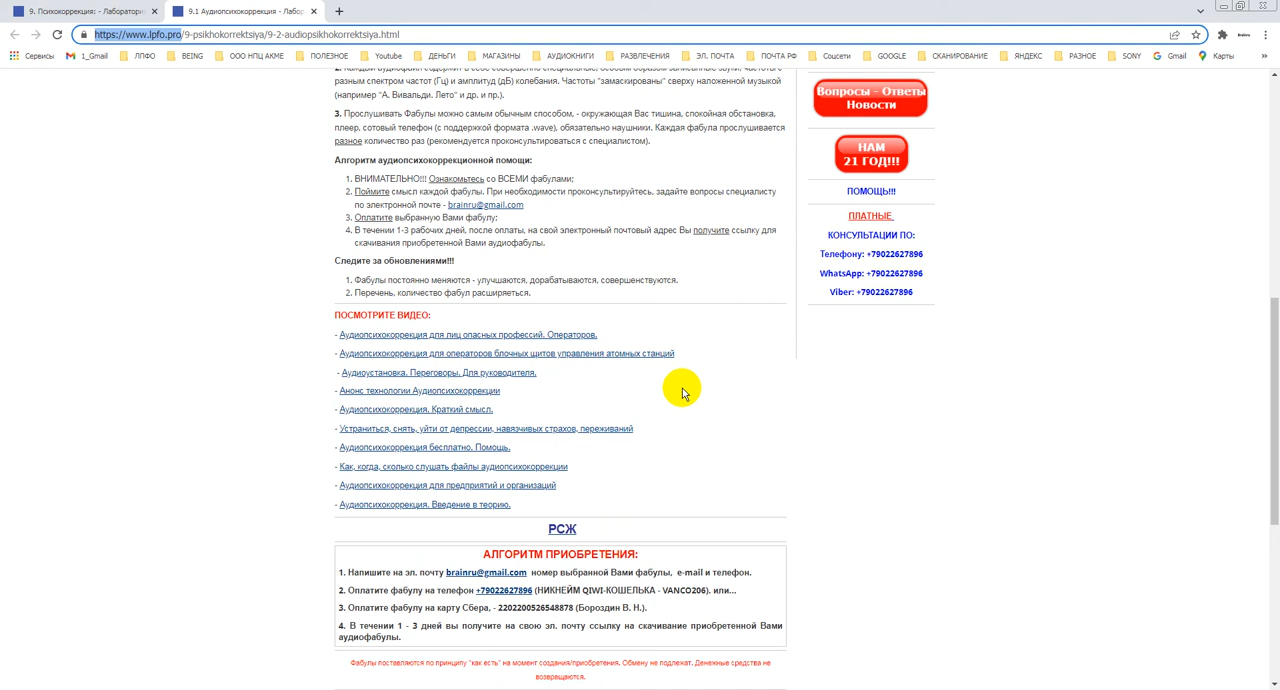 9. Психокоррекция: - Лаборатори
9.1 Аудиопсихокоррекция - Лабор
https://www.lpfo.pro/9-psikhokorrektsiya/9-2-audiopsikhokorrektsiya.html
Сервисы 1_Gmail ЛПФО BEING ООО НПЦ АКМЕ ПОЛЕЗНОЕ Youtube ДЕНЬГИ МАГАЗИНЫ АУДИОКНИГИ РАЗВЛЕЧЕНИЯ ЭЛ. ПОЧТА ПОЧТА РФ Соцсети GOOGLE СКАНИРОВАНИЕ ЯНДЕКС РАЗНОЕ SONY Gmail Карты »
разным спектром частот (Гц) и амплитуд (дБ) колебания. Частоты "замаскированы" сверху наложенной музыкой
(например "А. Вивальди. Лето" и др. и пр.).
3. Прослушивать Фабулы можно самым обычным способом, - окружающая Вас тишина, спокойная обстановка,
плеер, сотовый телефон (с поддержкой формата .wave), обязательно наушники. Каждая фабула прослушивается
разное количество раз (рекомендуется проконсультироваться с специалистом).
Алгоритм аудиопсихокоррекционной помощи:
1. ВНИМАТЕЛЬНО!!! Ознакомьтесь со ВСЕМИ фабулами;
2. Поймите смысл каждой фабулы. При необходимости проконсультируйтесь, задайте вопросы специалисту
по электронной почте - brainru@gmail.com
3. Оплатите выбранную Вами фабулу;
4. В течении 1-3 рабочих дней, после оплаты, на свой электронный почтовый адрес Вы получите ссылку для
скачивания приобретенной Вами аудиофабулы.
Следите за обновлениями!!!
1. Фабулы постоянно меняются - улучшаются, дорабатываются, совершенствуются.
2. Перечень, количество фабул расширяеться.
ПОСМОТРИТЕ ВИДЕО:
- Аудиопсихокоррекция для лиц опасных профессий. Операторов.
- Аудиопсихокоррекция для операторов блочных щитов управления атомных станций
- Аудиоустановка. Переговоры. Для руководителя.
- Анонс технологии Аудиопсихокоррекции
- Аудиопсихокоррекция. Краткий смысл.
- Устраниться, снять, уйти от депрессии, навязчивых страхов, переживаний
- Аудиопсихокоррекция бесплатно. Помощь.
- Как, когда, сколько слушать файлы аудиопсихокоррекции
- Аудиопсихокоррекция для предприятий и организаций
- Аудиопсихокоррекция. Введение в теорию.
РСЖ
АЛГОРИТМ ПРИОБРЕТЕНИЯ:
1. Напишите на эл. почту brainru@gmail.com номер выбранной Вами фабулы, e-mail и телефон.
2. Оплатите фабулу на телефон +79022627896 (НИКНЕЙМ QIWI-КОШЕЛЬКА - VANCO206). или...
3. Оплатите фабулу на карту Сбера, - 2202200526548878 (Бороздин В. Н.).
4. В течении 1 - 3 дней вы получите на свою эл. почту ссылку на скачивание приобретенной Вами
аудиофабулы.
Фабулы поставляются по принципу "как есть" на момент создания/приобретения. Обмену не подлежат. Денежные средства не
возвращаются.
Вопросы - Ответы
Новости
НАМ
21 ГОД!!!
ПОМОЩЬ!!!
ПЛАТНЫЕ
КОНСУЛЬТАЦИИ ПО:
Телефону: +79022627896
WhatsApp: +79022627896
Viber: +79022627896